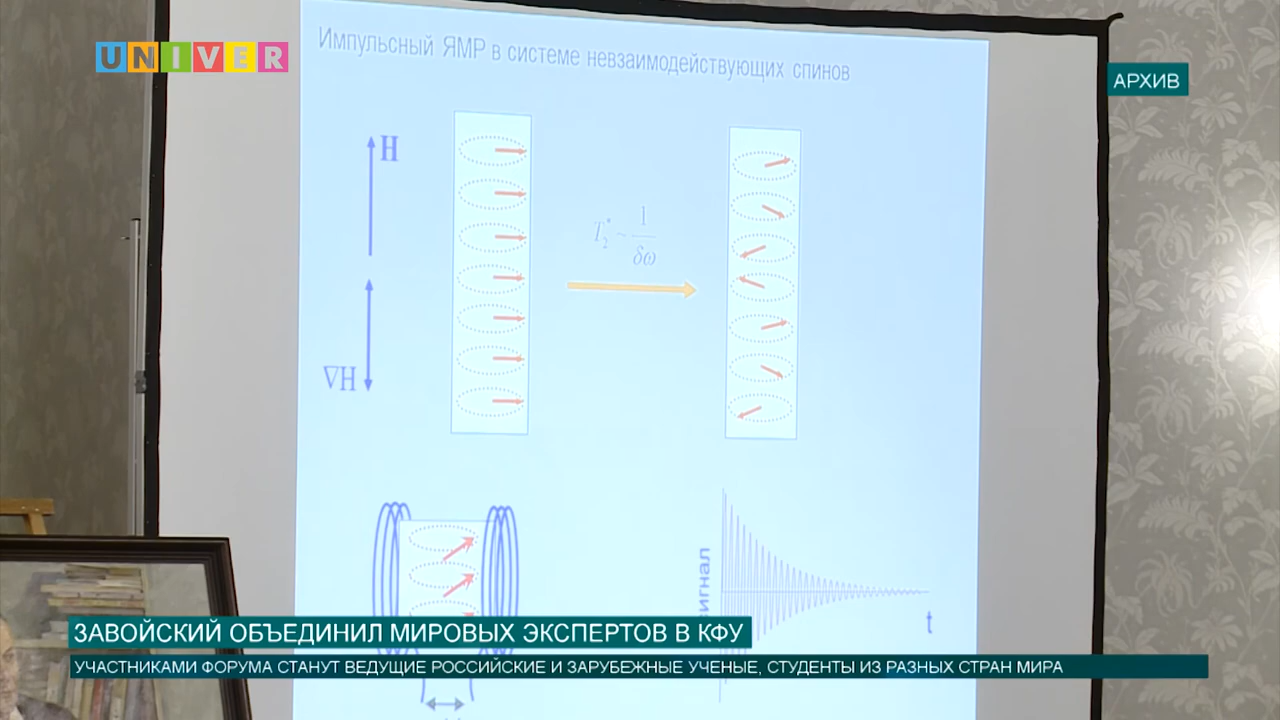 UNIVER
АРХИВ
Импульсный ЯМР в системе невзаимодействующих спинов
H
T₂* ~ 1/δω
∇H
сигнал
t
ЗАВОЙСКИЙ ОБЪЕДИНИЛ МИРОВЫХ ЭКСПЕРТОВ В КФУ
УЧАСТНИКАМИ ФОРУМА СТАНУТ ВЕДУЩИЕ РОССИЙСКИЕ И ЗАРУБЕЖНЫЕ УЧЕНЫЕ, СТУДЕНТЫ ИЗ РАЗНЫХ СТРАН МИРА